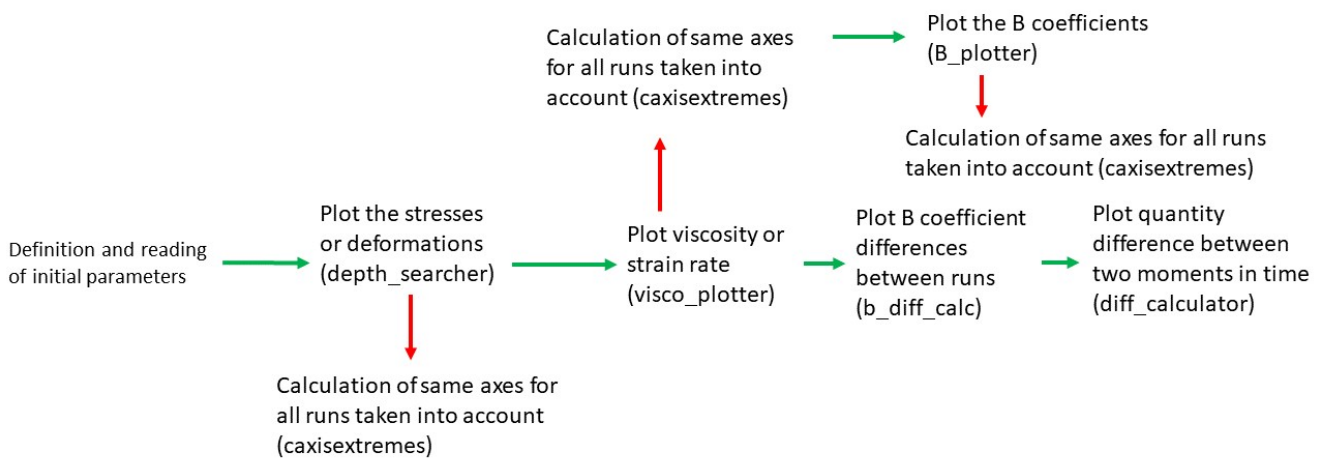 Calculation of same axes
for all runs taken into
account (caxisextremes)
Plot the B coefficients
(B_plotter)
Calculation of same axes for all runs
taken into account (caxisextremes)
Definition and reading
of initial parameters
Plot the stresses
or deformations
(depth_searcher)
Plot viscosity or
strain rate
(visco_plotter)
Plot B coefficient
differences
between runs
(b_diff_calc)
Plot quantity
difference between
two moments in time
(diff_calculator)
Calculation of same axes for
all runs taken into account
(caxisextremes)